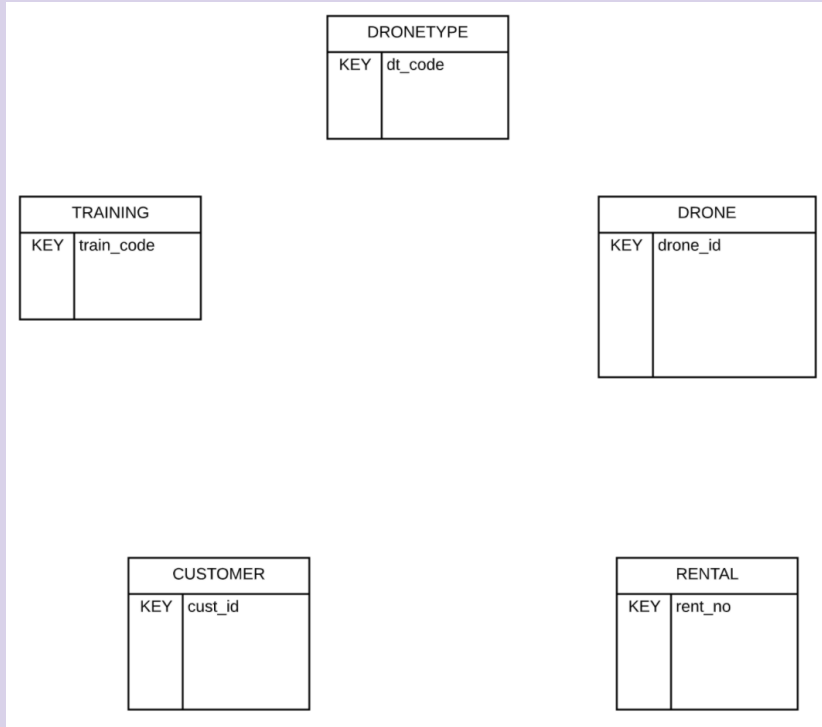 DRONETYPE
KEY dt_code
TRAINING
KEY train_code
DRONE
KEY drone_id
CUSTOMER
KEY cust_id
RENTAL
KEY rent_no